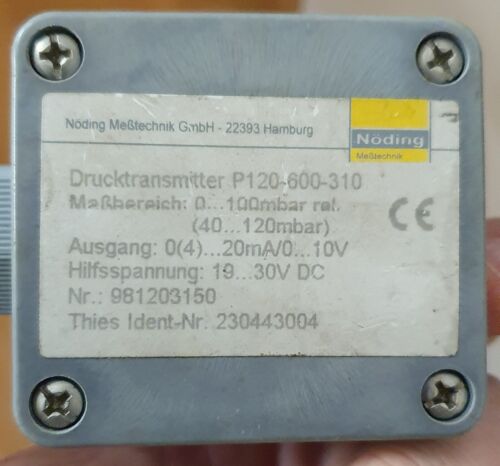 Nöding Meßtechnik GmbH - 22393 Hamburg
Nöding
Meßtechnik
Drucktransmitter P120-600-310
Meßbereich: 0...100mbar rel.
(40...120mbar)
CE
Ausgang: 0(4)...20mA/0...10V
Hilfsspannung: 19...30V DC
Nr.: 981203150
Thies Ident-Nr. 230443004